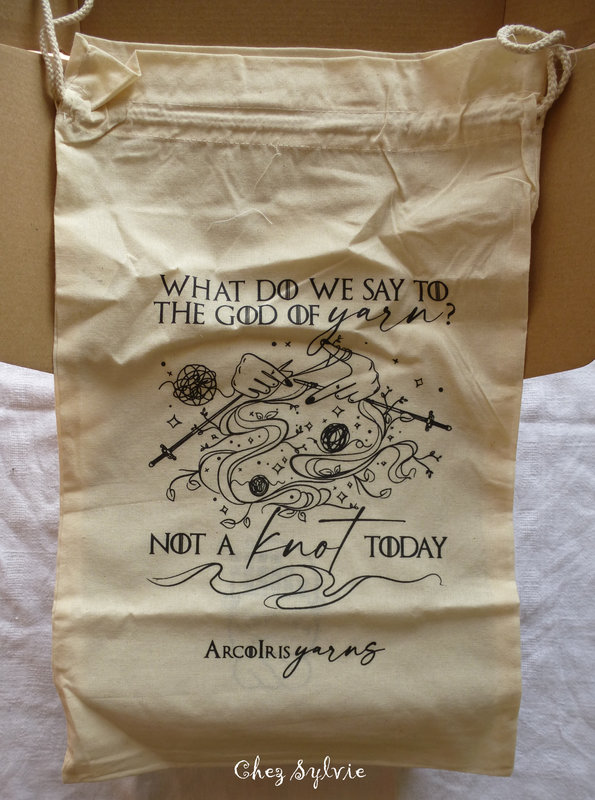 WHAT DO WE SAY TO
THE GOD OF yarn?
NOT A knot TODAY
ARCOIRIS yarns
Chez Sylvie